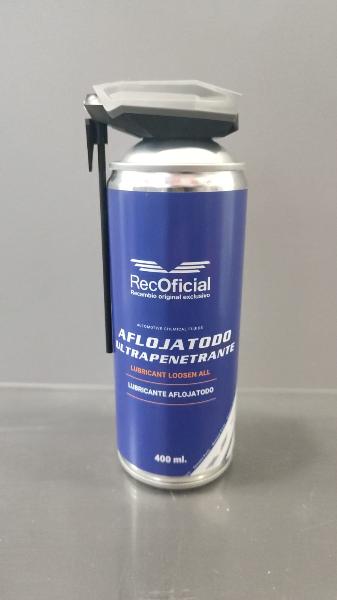 RecOficial
Recambio original exclusivo
AUTOMOTIVE CHEMICAL FLUIDS
AFLOJATODO
ULTRAPENETRANTE
LUBRICANT LOOSEN ALL
LUBRICANTE AFLOJATODO
400 ml.